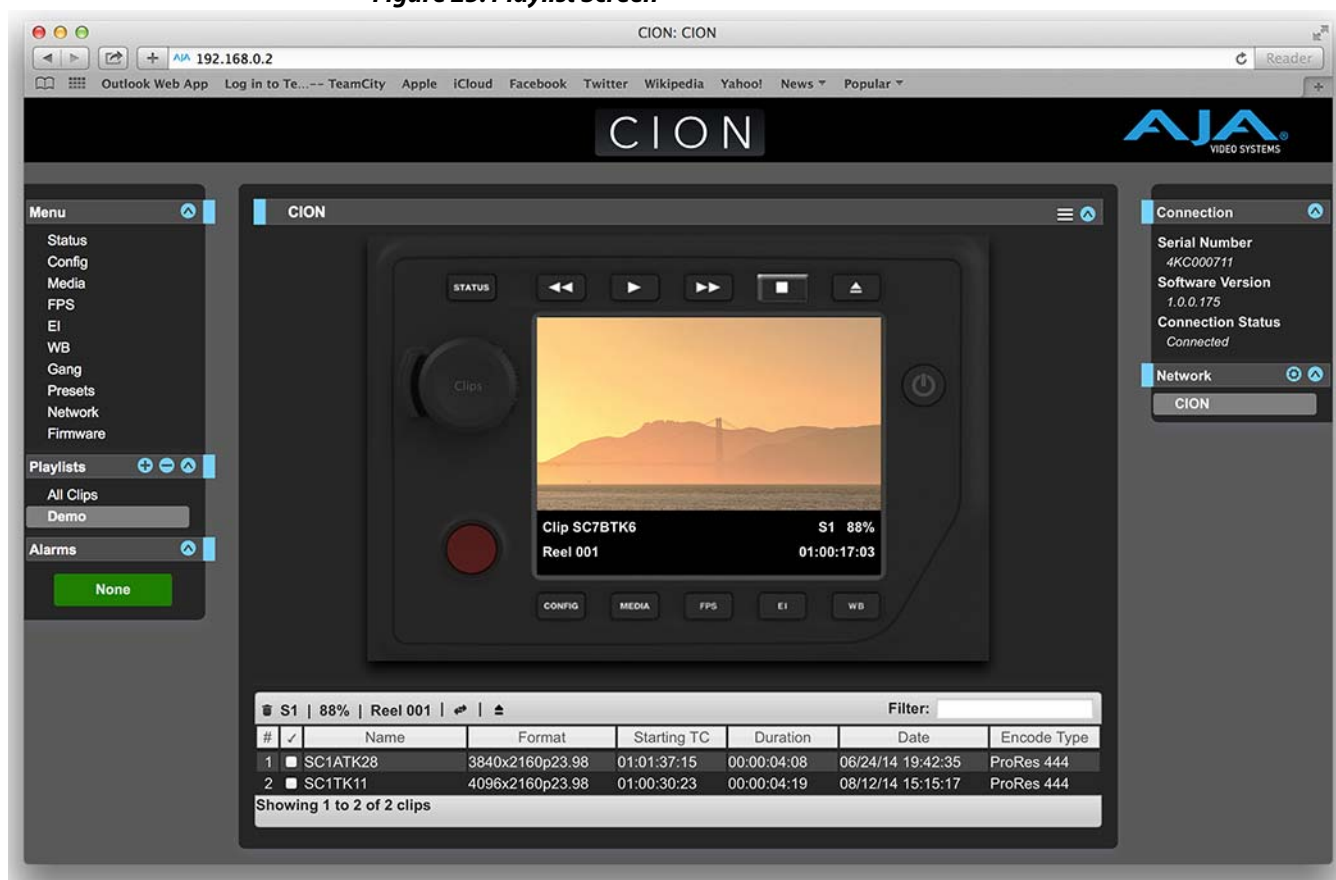 Figure 25. Playlist Screen
CION: CION
AJA 192.168.0.2
Reader
Outlook Web App Log in to Te...-- TeamCity Apple iCloud Facebook Twitter Wikipedia Yahoo! News Popular
CION
AJA
VIDEO SYSTEMS
Menu
Status
Config
Media
FPS
EI
WB
Gang
Presets
Network
Firmware
Playlists
All Clips
Demo
Alarms
None
CION
STATUS
Clips
Clip SC7BTK6 S1 88%
Reel 001 01:00:17:03
CONFIG MEDIA FPS EI WB
S1 | 88% | Reel 001 | | Filter:
# ✓ Name Format Starting TC Duration Date Encode Type
1 SC1ATK28 3840x2160p23.98 01:01:37:15 00:00:04:08 06/24/14 19:42:35 ProRes 444
2 SC1TK11 4096x2160p23.98 01:00:30:23 00:00:04:19 08/12/14 15:15:17 ProRes 444
Showing 1 to 2 of 2 clips
Connection
Serial Number
4KC000711
Software Version
1.0.0.175
Connection Status
Connected
Network
CION